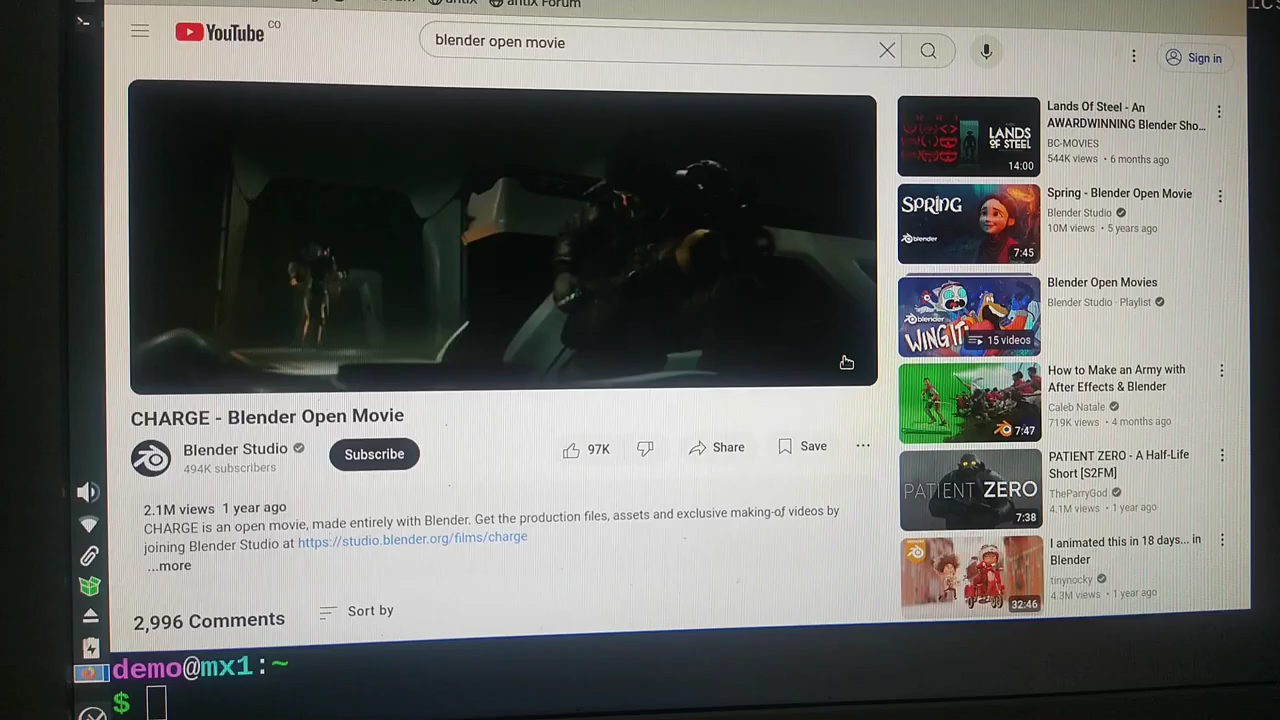 antiX antiX Forum
YouTube CO
blender open movie
Sign in
CHARGE - Blender Open Movie
Blender Studio
494K subscribers
Subscribe
97K
Share
Save
2.1M views 1 year ago
CHARGE is an open movie, made entirely with Blender. Get the production files, assets and exclusive making-of videos by
joining Blender Studio at https://studio.blender.org/films/charge
...more
2,996 Comments
Sort by
LANDS
OF STEEL
14:00
Lands Of Steel - An
AWARDWINNING Blender Sho...
BC-MOVIES
544K views • 6 months ago
SPRING
blender
7:45
Spring - Blender Open Movie
Blender Studio
10M views • 5 years ago
blender
WING IT!
15 videos
Blender Open Movies
Blender Studio · Playlist
7:47
How to Make an Army with
After Effects & Blender
Caleb Natale
719K views • 4 months ago
PATIENT ZERO
7:38
PATIENT ZERO - A Half-Life
Short [S2FM]
TheParryGod
4.1M views • 1 year ago
32:46
I animated this in 18 days... in
Blender
tinynocky
4.3M views • 1 year ago
demo@mx1:~
$